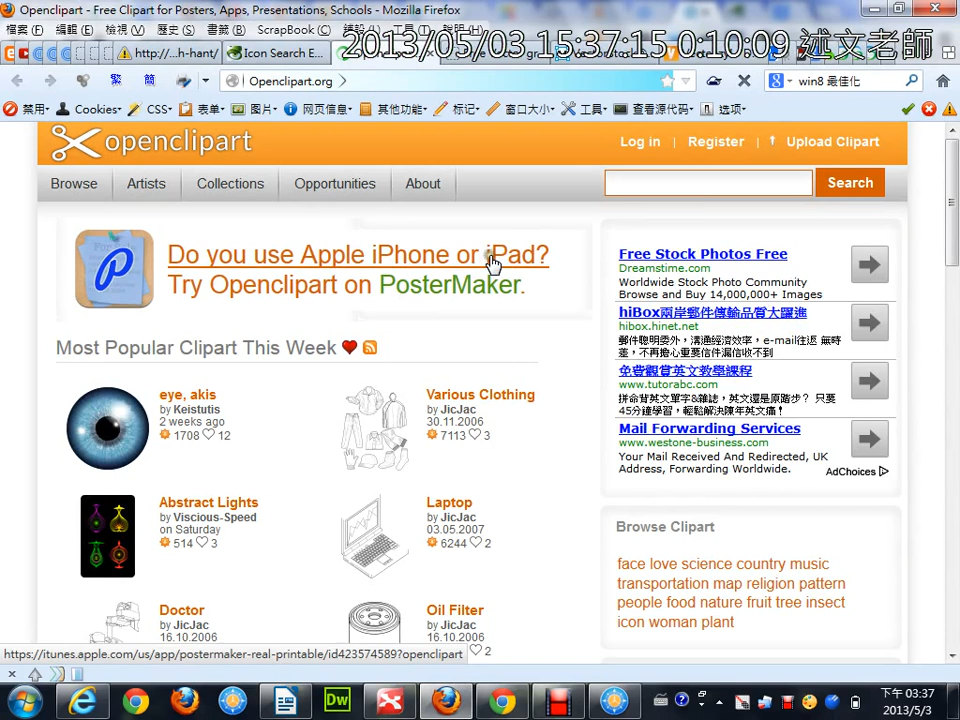 Openclipart - Free Clipart for Posters, Apps, Presentations, Schools - Mozilla Firefox
檔案(F) 編輯(E) 檢視(V) 歷史(S) 書籤(B) ScrapBook(C) 工具(T) 說明(H)
2013/05/03 15:37:15 0:10:09 述文老師
http://...h-hant/ Icon Search E...
繁 簡 Openclipart.org win8 最佳化
禁用 Cookies CSS 表单 图片 网页信息 其他功能 标记 窗口大小 工具 查看源代码 选项
openclipart
Log in | Register | Upload Clipart
Browse Artists Collections Opportunities About Search
Do you use Apple iPhone or iPad?
Try Openclipart on PosterMaker.
Most Popular Clipart This Week
eye, akis
by Keistutis
2 weeks ago
1708 12
Various Clothing
by JicJac
30.11.2006
7113 3
Abstract Lights
by Viscious-Speed
on Saturday
514 3
Laptop
by JicJac
03.05.2007
6244 2
Doctor
by JicJac
16.10.2006
Oil Filter
by JicJac
16.10.2006
2
Free Stock Photos Free
Dreamstime.com
Worldwide Stock Photo Community
Browse and Buy 14,000,000+ Images
hiBox兩岸郵件傳輸品質大躍進
hibox.hinet.net
郵件聰明委外，溝通經濟效率，e-mail往返 無時
差，不再擔心重要信件漏信收不到
免費觀賞英文教學課程
www.tutorabc.com
拼命背英文單字&雜誌，英文還是原踏步？ 只要
45分鐘學習，輕鬆解決陳年英文痛！
Mail Forwarding Services
www.westone-business.com
Your Mail Received And Redirected, UK
Address, Forwarding Worldwide.
AdChoices
Browse Clipart
face love science country music
transportation map religion pattern
people food nature fruit tree insect
icon woman plant
https://itunes.apple.com/us/app/postermaker-real-printable/id423574589?openclipart
Dw
下午 03:37
2013/5/3